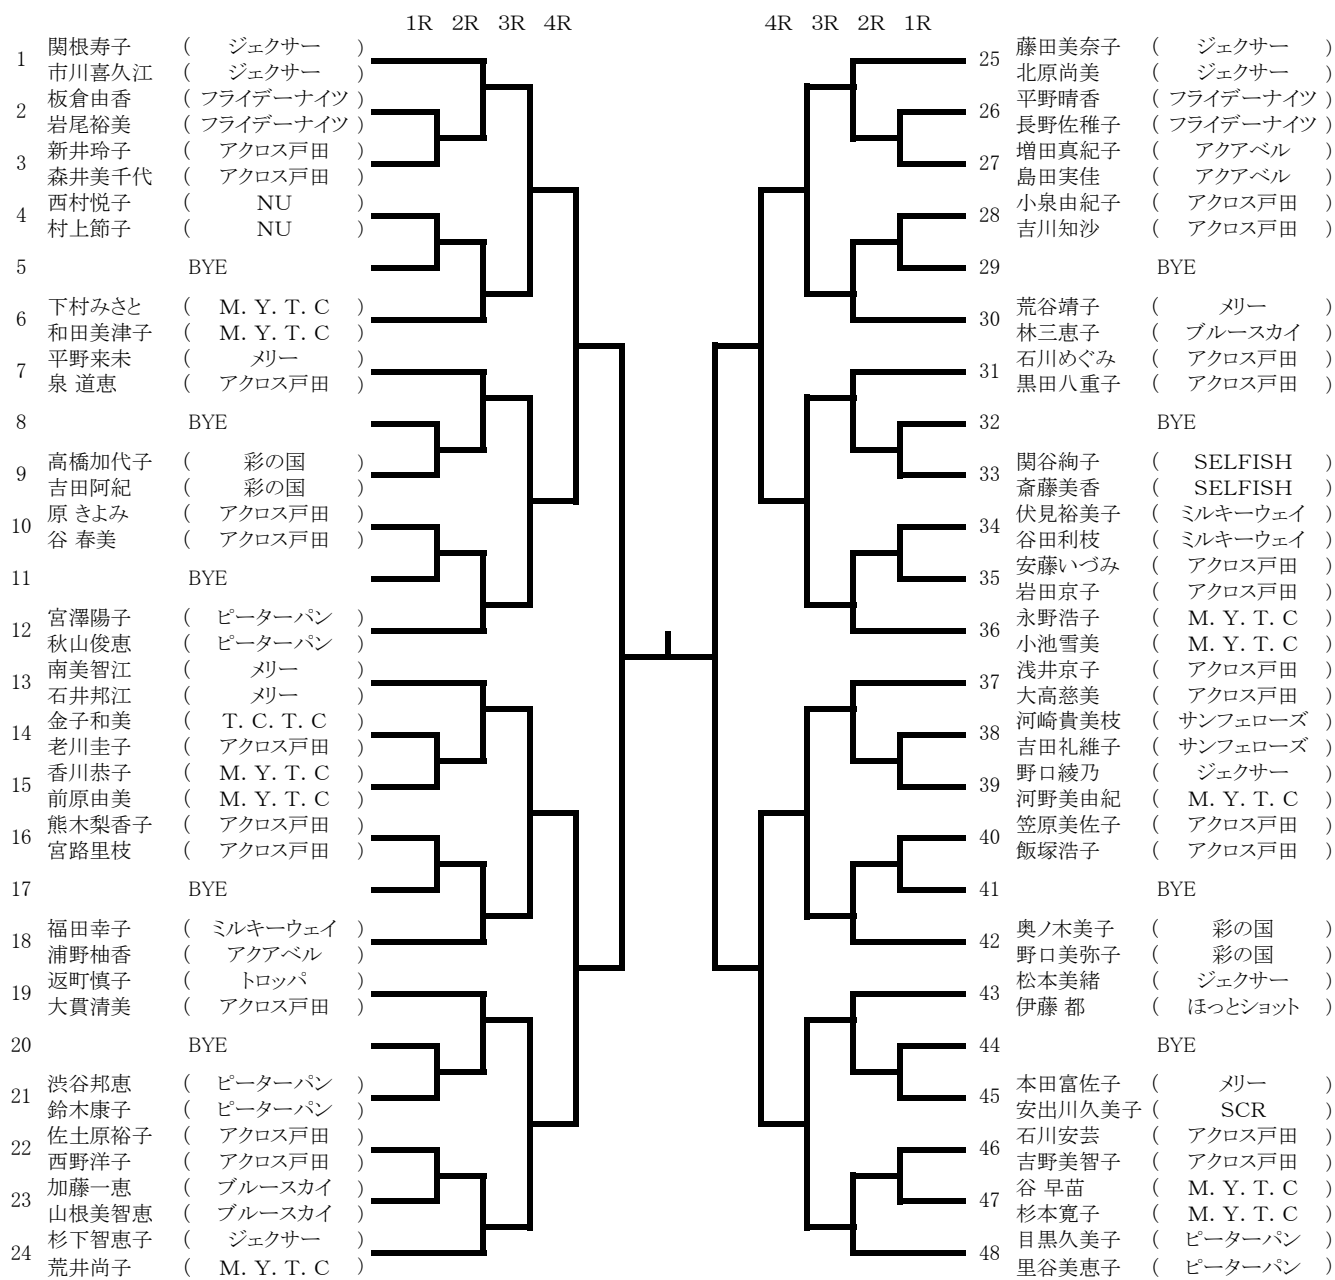 1R 2R 3R 4R
1
関根寿子 ( ジェクサー )
市川喜久江 ( ジェクサー )
2
板倉由香 ( フライデーナイツ )
岩尾裕美 ( フライデーナイツ )
3
新井玲子 ( アクロス戸田 )
森井美千代 ( アクロス戸田 )
4
西村悦子 ( NU )
村上節子 ( NU )
5 BYE
6
下村みさと ( M. Y. T. C )
和田美津子 ( M. Y. T. C )
7
平野来未 ( メリー )
泉 道恵 ( アクロス戸田 )
8 BYE
9
高橋加代子 ( 彩の国 )
吉田阿紀 ( 彩の国 )
10
原 きよみ ( アクロス戸田 )
谷 春美 ( アクロス戸田 )
11 BYE
12
宮澤陽子 ( ピーターパン )
秋山俊恵 ( ピーターパン )
13
南美智江 ( メリー )
石井邦江 ( メリー )
14
金子和美 ( T. C. T. C )
老川圭子 ( アクロス戸田 )
15
香川恭子 ( M. Y. T. C )
前原由美 ( M. Y. T. C )
16
熊木梨香子 ( アクロス戸田 )
宮路里枝 ( アクロス戸田 )
17 BYE
18
福田幸子 ( ミルキーウェイ )
浦野柚香 ( アクアベル )
19
返町慎子 ( トロッパ )
大貫清美 ( アクロス戸田 )
20 BYE
21
渋谷邦恵 ( ピーターパン )
鈴木康子 ( ピーターパン )
22
佐土原裕子 ( アクロス戸田 )
西野洋子 ( アクロス戸田 )
23
加藤一恵 ( ブルースカイ )
山根美智恵 ( ブルースカイ )
24
杉下智恵子 ( ジェクサー )
荒井尚子 ( M. Y. T. C )
4R 3R 2R 1R
25
藤田美奈子 ( ジェクサー )
北原尚美 ( ジェクサー )
26
平野晴香 ( フライデーナイツ )
長野佐稚子 ( フライデーナイツ )
27
増田真紀子 ( アクアベル )
島田実佳 ( アクアベル )
28
小泉由紀子 ( アクロス戸田 )
吉川知沙 ( アクロス戸田 )
29 BYE
30
荒谷靖子 ( メリー )
林三恵子 ( ブルースカイ )
31
石川めぐみ ( アクロス戸田 )
黒田八重子 ( アクロス戸田 )
32 BYE
33
関谷絢子 ( SELFISH )
斎藤美香 ( SELFISH )
34
伏見裕美子 ( ミルキーウェイ )
谷田利枝 ( ミルキーウェイ )
35
安藤いづみ ( アクロス戸田 )
岩田京子 ( アクロス戸田 )
36
永野浩子 ( M. Y. T. C )
小池雪美 ( M. Y. T. C )
37
浅井京子 ( アクロス戸田 )
大高慈美 ( アクロス戸田 )
38
河崎貴美枝 ( サンフェローズ )
吉田礼維子 ( サンフェローズ )
39
野口綾乃 ( ジェクサー )
河野美由紀 ( M. Y. T. C )
40
笠原美佐子 ( アクロス戸田 )
飯塚浩子 ( アクロス戸田 )
41 BYE
42
奥ノ木美子 ( 彩の国 )
野口美弥子 ( 彩の国 )
43
松本美緒 ( ジェクサー )
伊藤 都 ( ほっとショット )
44 BYE
45
本田富佐子 ( メリー )
安出川久美子 ( SCR )
46
石川安芸 ( アクロス戸田 )
吉野美智子 ( アクロス戸田 )
47
谷 早苗 ( M. Y. T. C )
杉本寛子 ( M. Y. T. C )
48
目黒久美子 ( ピーターパン )
里谷美恵子 ( ピーターパン )